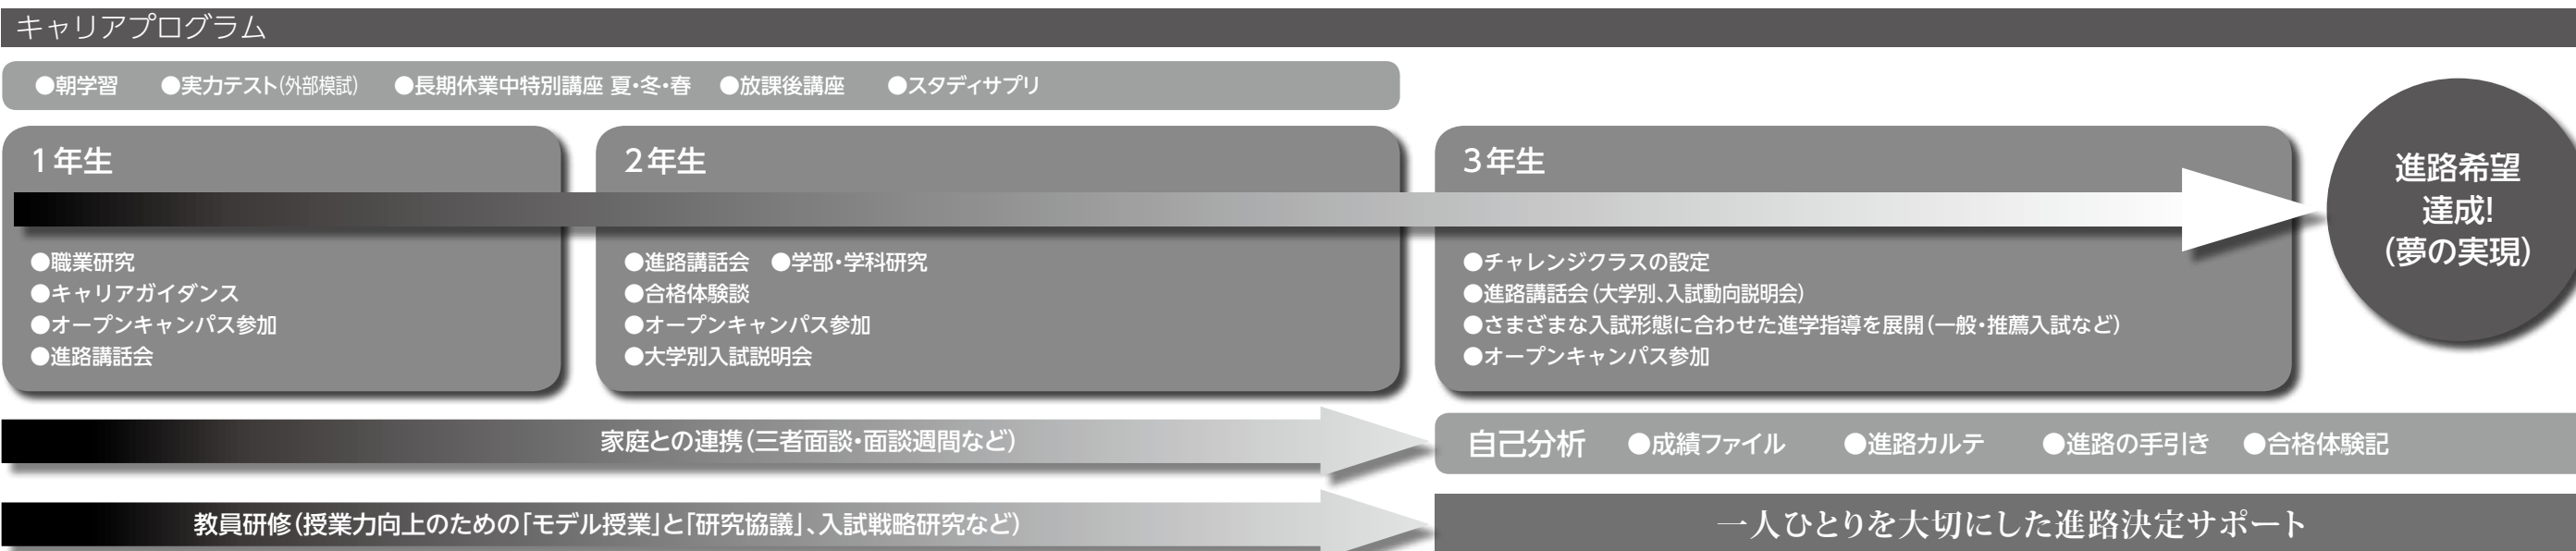 キャリアプログラム
●朝学習 ●実力テスト(外部模試) ●長期休業中特別講座 夏・冬・春 ●放課後講座 ●スタディサプリ
1年生
●職業研究
●キャリアガイダンス
●オープンキャンパス参加
●進路講話会
2年生
●進路講話会 ●学部・学科研究
●合格体験談
●オープンキャンパス参加
●大学別入試説明会
3年生
●チャレンジクラスの設定
●進路講話会(大学別、入試動向説明会)
●さまざまな入試形態に合わせた進学指導を展開(一般・推薦入試など)
●オープンキャンパス参加
進路希望
達成!
(夢の実現)
家庭との連携(三者面談・面談週間など)
自己分析 ●成績ファイル ●進路カルテ ●進路の手引き ●合格体験記
教員研修(授業力向上のための「モデル授業」と「研究協議」、入試戦略研究など)
一人ひとりを大切にした進路決定サポート